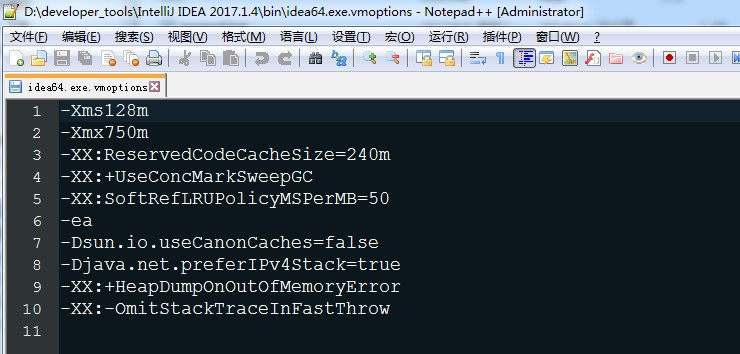 D:\developer_tools\IntelliJ IDEA 2017.1.4\bin\idea64.exe.vmoptions - Notepad++ [Administrator]
文件(F) 编辑(E) 搜索(S) 视图(V) 格式(M) 语言(L) 设置(T) 宏(O) 运行(R) 插件(P) 窗口(W) ?
idea64.exe.vmoptions
1 -Xms128m
2 -Xmx750m
3 -XX:ReservedCodeCacheSize=240m
4 -XX:+UseConcMarkSweepGC
5 -XX:SoftRefLRUPolicyMSPerMB=50
6 -ea
7 -Dsun.io.useCanonCaches=false
8 -Djava.net.preferIPv4Stack=true
9 -XX:+HeapDumpOnOutOfMemoryError
10 -XX:-OmitStackTraceInFastThrow
11